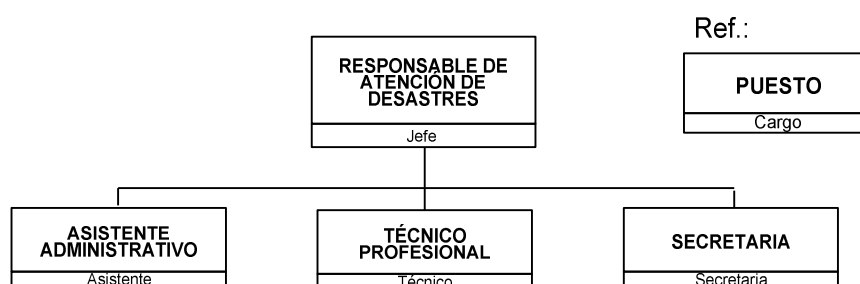 Ref.:
RESPONSABLE DE
ATENCIÓN DE
DESASTRES
Jefe
PUESTO
Cargo
ASISTENTE
ADMINISTRATIVO
Asistente
TÉCNICO
PROFESIONAL
Técnico
SECRETARIA
Secretaria